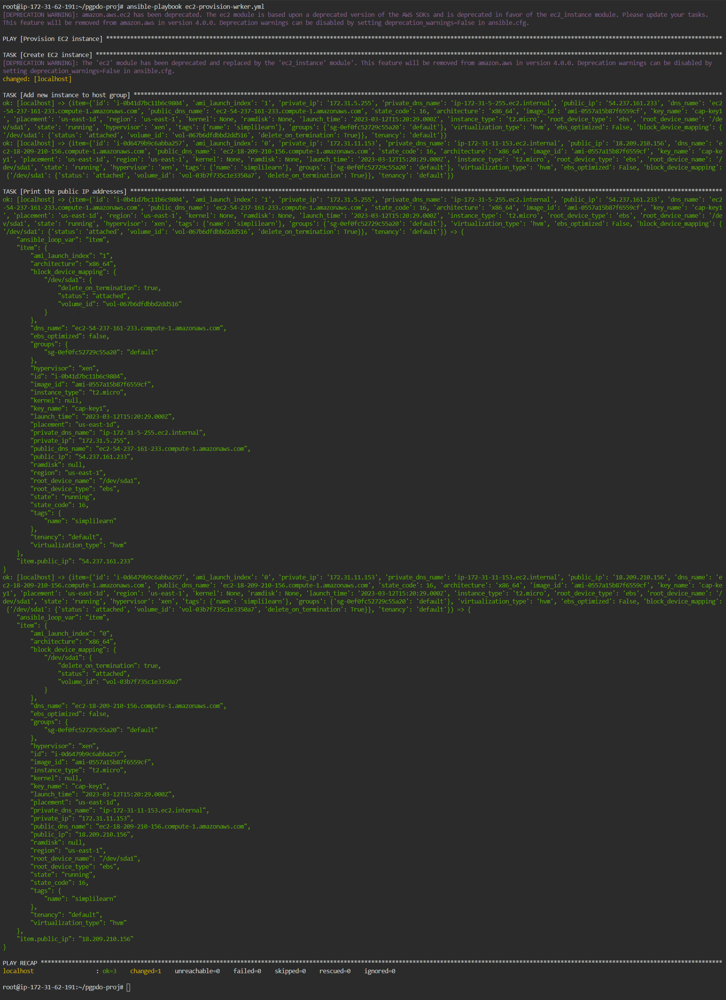 root@ip-172-31-62-191:~/pgpdo-proj# ansible-playbook ec2-provision-wrker.yml
[DEPRECATION WARNING]: amazon.aws.ec2 has been deprecated. The ec2 module is based upon a deprecated version of the AWS SDKs and is deprecated in favor of the ec2_instance module. Please update your tasks.
This feature will be removed from amazon.aws in version 4.0.0. Deprecation warnings can be disabled by setting deprecation_warnings=False in ansible.cfg.

PLAY [Provision EC2 instance] ***********************************************************************************************************************************************************************************

TASK [Create EC2 instance] **************************************************************************************************************************************************************************************
[DEPRECATION WARNING]: The 'ec2' module has been deprecated and replaced by the 'ec2_instance' module'. This feature will be removed from amazon.aws in version 4.0.0. Deprecation warnings can be disabled by
setting deprecation_warnings=False in ansible.cfg.
changed: [localhost]

TASK [Add new instance to host group] ***************************************************************************************************************************************************************************
ok: [localhost] => (item={'id': 'i-0b41d7bc11b6c9804', 'ami_launch_index': '1', 'private_ip': '172.31.5.255', 'private_dns_name': 'ip-172-31-5-255.ec2.internal', 'public_ip': '54.237.161.233', 'dns_name': 'ec2
-54-237-161-233.compute-1.amazonaws.com', 'public_dns_name': 'ec2-54-237-161-233.compute-1.amazonaws.com', 'state_code': 16, 'architecture': 'x86_64', 'image_id': 'ami-0557a15b87f6559cf', 'key_name': 'cap-key1
', 'placement': 'us-east-1d', 'region': 'us-east-1', 'kernel': None, 'ramdisk': None, 'launch_time': '2023-03-12T15:20:29.000Z', 'instance_type': 't2.micro', 'root_device_type': 'ebs', 'root_device_name': '/de
v/sda1', 'state': 'running', 'hypervisor': 'xen', 'tags': {'name': 'simplilearn'}, 'groups': {'sg-0ef0fc52729c55a20': 'default'}, 'virtualization_type': 'hvm', 'ebs_optimized': False, 'block_device_mapping': {
'/dev/sda1': {'status': 'attached', 'volume_id': 'vol-067b6dfdbbd2dd516', 'delete_on_termination': True}}, 'tenancy': 'default'})
ok: [localhost] => (item={'id': 'i-0d6479b9c6abba257', 'ami_launch_index': '0', 'private_ip': '172.31.11.153', 'private_dns_name': 'ip-172-31-11-153.ec2.internal', 'public_ip': '18.209.210.156', 'dns_name': 'e
c2-18-209-210-156.compute-1.amazonaws.com', 'public_dns_name': 'ec2-18-209-210-156.compute-1.amazonaws.com', 'state_code': 16, 'architecture': 'x86_64', 'image_id': 'ami-0557a15b87f6559cf', 'key_name': 'cap-ke
y1', 'placement': 'us-east-1d', 'region': 'us-east-1', 'kernel': None, 'ramdisk': None, 'launch_time': '2023-03-12T15:20:29.000Z', 'instance_type': 't2.micro', 'root_device_type': 'ebs', 'root_device_name': '/
dev/sda1', 'state': 'running', 'hypervisor': 'xen', 'tags': {'name': 'simplilearn'}, 'groups': {'sg-0ef0fc52729c55a20': 'default'}, 'virtualization_type': 'hvm', 'ebs_optimized': False, 'block_device_mapping':
 {'/dev/sda1': {'status': 'attached', 'volume_id': 'vol-03b7f735c1e3350a7', 'delete_on_termination': True}}, 'tenancy': 'default'})

TASK [Print the public IP addresses] ****************************************************************************************************************************************************************************
ok: [localhost] => (item={'id': 'i-0b41d7bc11b6c9804', 'ami_launch_index': '1', 'private_ip': '172.31.5.255', 'private_dns_name': 'ip-172-31-5-255.ec2.internal', 'public_ip': '54.237.161.233', 'dns_name': 'ec2
-54-237-161-233.compute-1.amazonaws.com', 'public_dns_name': 'ec2-54-237-161-233.compute-1.amazonaws.com', 'state_code': 16, 'architecture': 'x86_64', 'image_id': 'ami-0557a15b87f6559cf', 'key_name': 'cap-key1
', 'placement': 'us-east-1d', 'region': 'us-east-1', 'kernel': None, 'ramdisk': None, 'launch_time': '2023-03-12T15:20:29.000Z', 'instance_type': 't2.micro', 'root_device_type': 'ebs', 'root_device_name': '/de
v/sda1', 'state': 'running', 'hypervisor': 'xen', 'tags': {'name': 'simplilearn'}, 'groups': {'sg-0ef0fc52729c55a20': 'default'}, 'virtualization_type': 'hvm', 'ebs_optimized': False, 'block_device_mapping': {
'/dev/sda1': {'status': 'attached', 'volume_id': 'vol-067b6dfdbbd2dd516', 'delete_on_termination': True}}, 'tenancy': 'default'}) => {
    "ansible_loop_var": "item",
    "item": {
        "ami_launch_index": "1",
        "architecture": "x86_64",
        "block_device_mapping": {
            "/dev/sda1": {
                "delete_on_termination": true,
                "status": "attached",
                "volume_id": "vol-067b6dfdbbd2dd516"
            }
        },
        "dns_name": "ec2-54-237-161-233.compute-1.amazonaws.com",
        "ebs_optimized": false,
        "groups": {
            "sg-0ef0fc52729c55a20": "default"
        },
        "hypervisor": "xen",
        "id": "i-0b41d7bc11b6c9804",
        "image_id": "ami-0557a15b87f6559cf",
        "instance_type": "t2.micro",
        "kernel": null,
        "key_name": "cap-key1",
        "launch_time": "2023-03-12T15:20:29.000Z",
        "placement": "us-east-1d",
        "private_dns_name": "ip-172-31-5-255.ec2.internal",
        "private_ip": "172.31.5.255",
        "public_dns_name": "ec2-54-237-161-233.compute-1.amazonaws.com",
        "public_ip": "54.237.161.233",
        "ramdisk": null,
        "region": "us-east-1",
        "root_device_name": "/dev/sda1",
        "root_device_type": "ebs",
        "state": "running",
        "state_code": 16,
        "tags": {
            "name": "simplilearn"
        },
        "tenancy": "default",
        "virtualization_type": "hvm"
    },
    "item.public_ip": "54.237.161.233"
}
ok: [localhost] => (item={'id': 'i-0d6479b9c6abba257', 'ami_launch_index': '0', 'private_ip': '172.31.11.153', 'private_dns_name': 'ip-172-31-11-153.ec2.internal', 'public_ip': '18.209.210.156', 'dns_name': 'e
c2-18-209-210-156.compute-1.amazonaws.com', 'public_dns_name': 'ec2-18-209-210-156.compute-1.amazonaws.com', 'state_code': 16, 'architecture': 'x86_64', 'image_id': 'ami-0557a15b87f6559cf', 'key_name': 'cap-ke
y1', 'placement': 'us-east-1d', 'region': 'us-east-1', 'kernel': None, 'ramdisk': None, 'launch_time': '2023-03-12T15:20:29.000Z', 'instance_type': 't2.micro', 'root_device_type': 'ebs', 'root_device_name': '/
dev/sda1', 'state': 'running', 'hypervisor': 'xen', 'tags': {'name': 'simplilearn'}, 'groups': {'sg-0ef0fc52729c55a20': 'default'}, 'virtualization_type': 'hvm', 'ebs_optimized': False, 'block_device_mapping':
 {'/dev/sda1': {'status': 'attached', 'volume_id': 'vol-03b7f735c1e3350a7', 'delete_on_termination': True}}, 'tenancy': 'default'}) => {
    "ansible_loop_var": "item",
    "item": {
        "ami_launch_index": "0",
        "architecture": "x86_64",
        "block_device_mapping": {
            "/dev/sda1": {
                "delete_on_termination": true,
                "status": "attached",
                "volume_id": "vol-03b7f735c1e3350a7"
            }
        },
        "dns_name": "ec2-18-209-210-156.compute-1.amazonaws.com",
        "ebs_optimized": false,
        "groups": {
            "sg-0ef0fc52729c55a20": "default"
        },
        "hypervisor": "xen",
        "id": "i-0d6479b9c6abba257",
        "image_id": "ami-0557a15b87f6559cf",
        "instance_type": "t2.micro",
        "kernel": null,
        "key_name": "cap-key1",
        "launch_time": "2023-03-12T15:20:29.000Z",
        "placement": "us-east-1d",
        "private_dns_name": "ip-172-31-11-153.ec2.internal",
        "private_ip": "172.31.11.153",
        "public_dns_name": "ec2-18-209-210-156.compute-1.amazonaws.com",
        "public_ip": "18.209.210.156",
        "ramdisk": null,
        "region": "us-east-1",
        "root_device_name": "/dev/sda1",
        "root_device_type": "ebs",
        "state": "running",
        "state_code": 16,
        "tags": {
            "name": "simplilearn"
        },
        "tenancy": "default",
        "virtualization_type": "hvm"
    },
    "item.public_ip": "18.209.210.156"
}

PLAY RECAP ******************************************************************************************************************************************************************************************************
localhost                  : ok=3    changed=1    unreachable=0    failed=0    skipped=0    rescued=0    ignored=0

root@ip-172-31-62-191:~/pgpdo-proj#